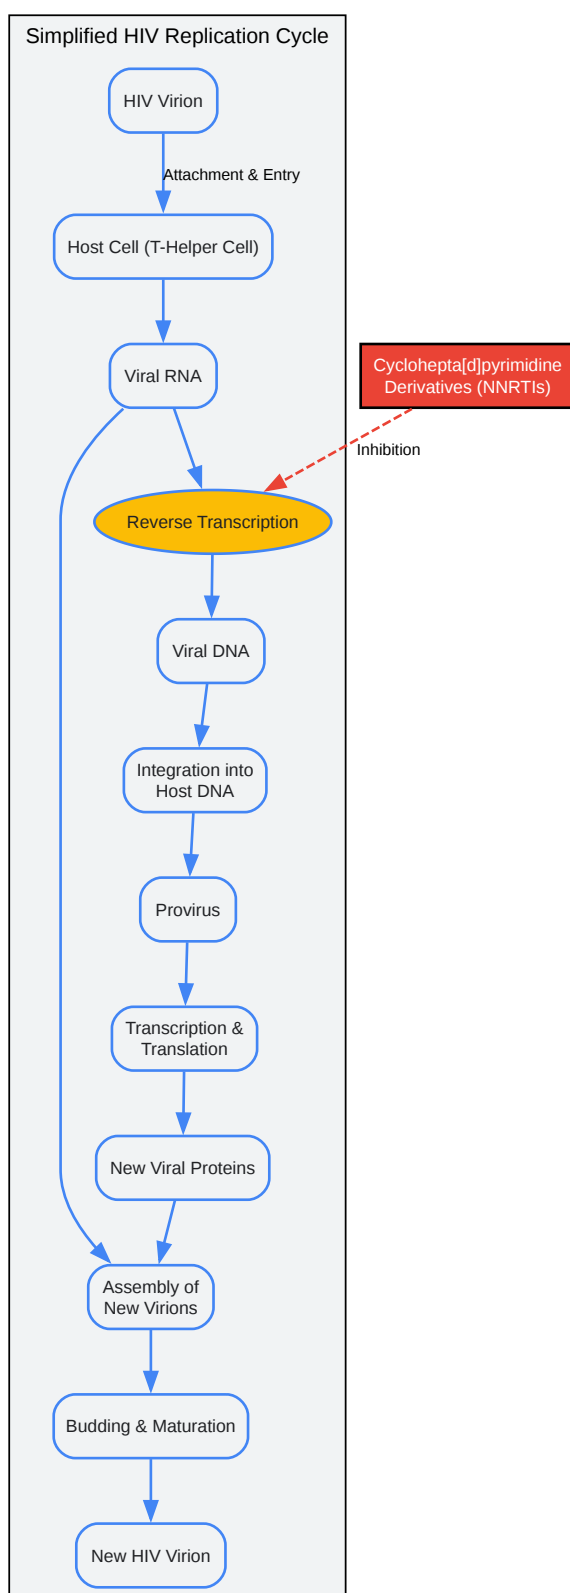 Simplified HIV Replication Cycle
HIV Virion
Attachment & Entry
Host Cell (T-Helper Cell)
Viral RNA
Cyclohepta[d]pyrimidine
Derivatives (NNRTIs)
Inhibition
Reverse Transcription
Viral DNA
Integration into
Host DNA
Provirus
Transcription &
Translation
New Viral Proteins
Assembly of
New Virions
Budding & Maturation
New HIV Virion